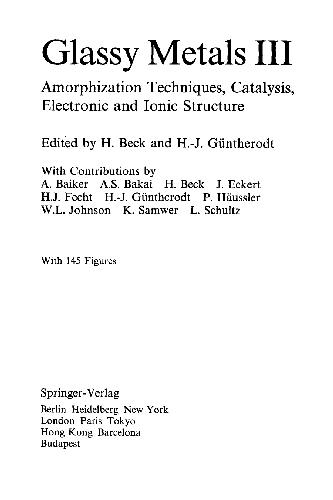 Glassy Metals III
Amorphization Techniques, Catalysis,
Electronic and Ionic Structure
Edited by H. Beck and H.-J. Güntherodt
With Contributions by
A. Baiker A.S. Bakai H. Beck J. Eckert
H.J. Fecht H.-J. Güntherodt P. Häussler
W.L. Johnson K. Samwer L. Schultz
With 145 Figures
Springer-Verlag
Berlin Heidelberg New York
London Paris Tokyo
Hong Kong Barcelona
Budapest